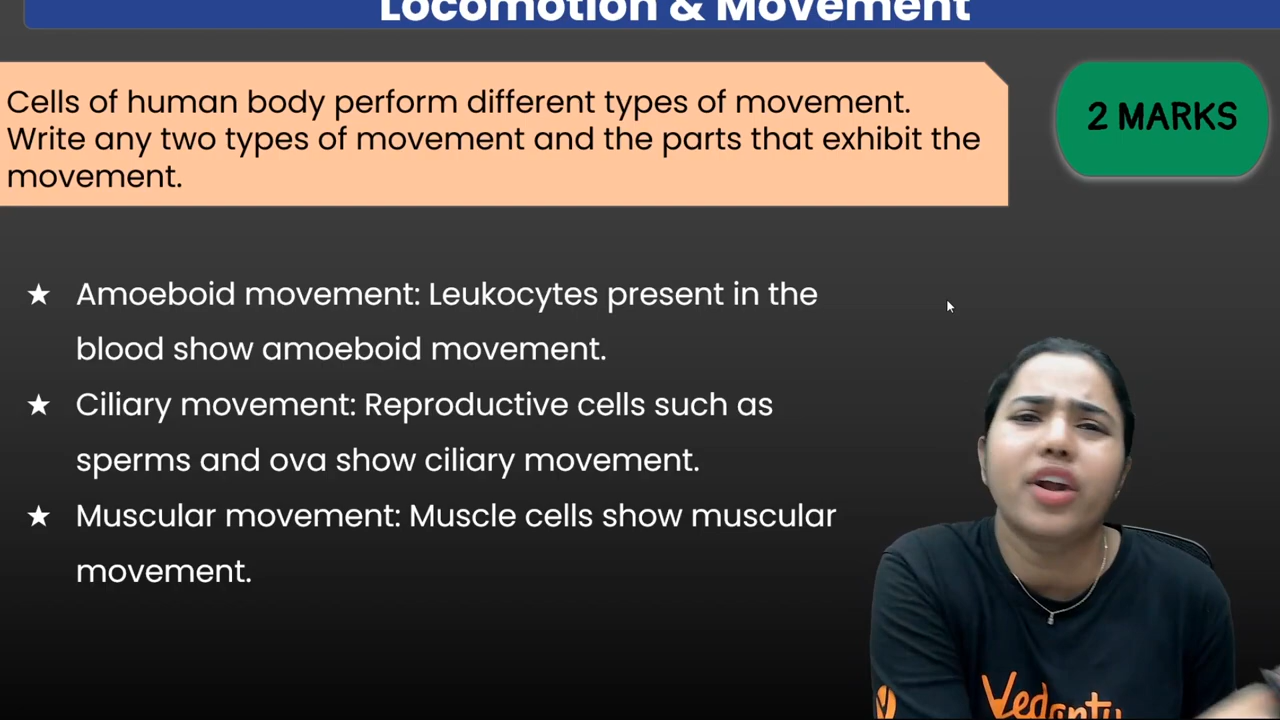 Locomotion & Movement
Cells of human body perform different types of movement.
2 MARKS
Write any two types of movement and the parts that exhibit the
movement.
★ Amoeboid movement: Leukocytes present in the
blood show amoeboid movement.
★ Ciliary movement: Reproductive cells such as
sperms and ova show ciliary movement.
★ Muscular movement: Muscle cells show muscular
movement.
Vedantu